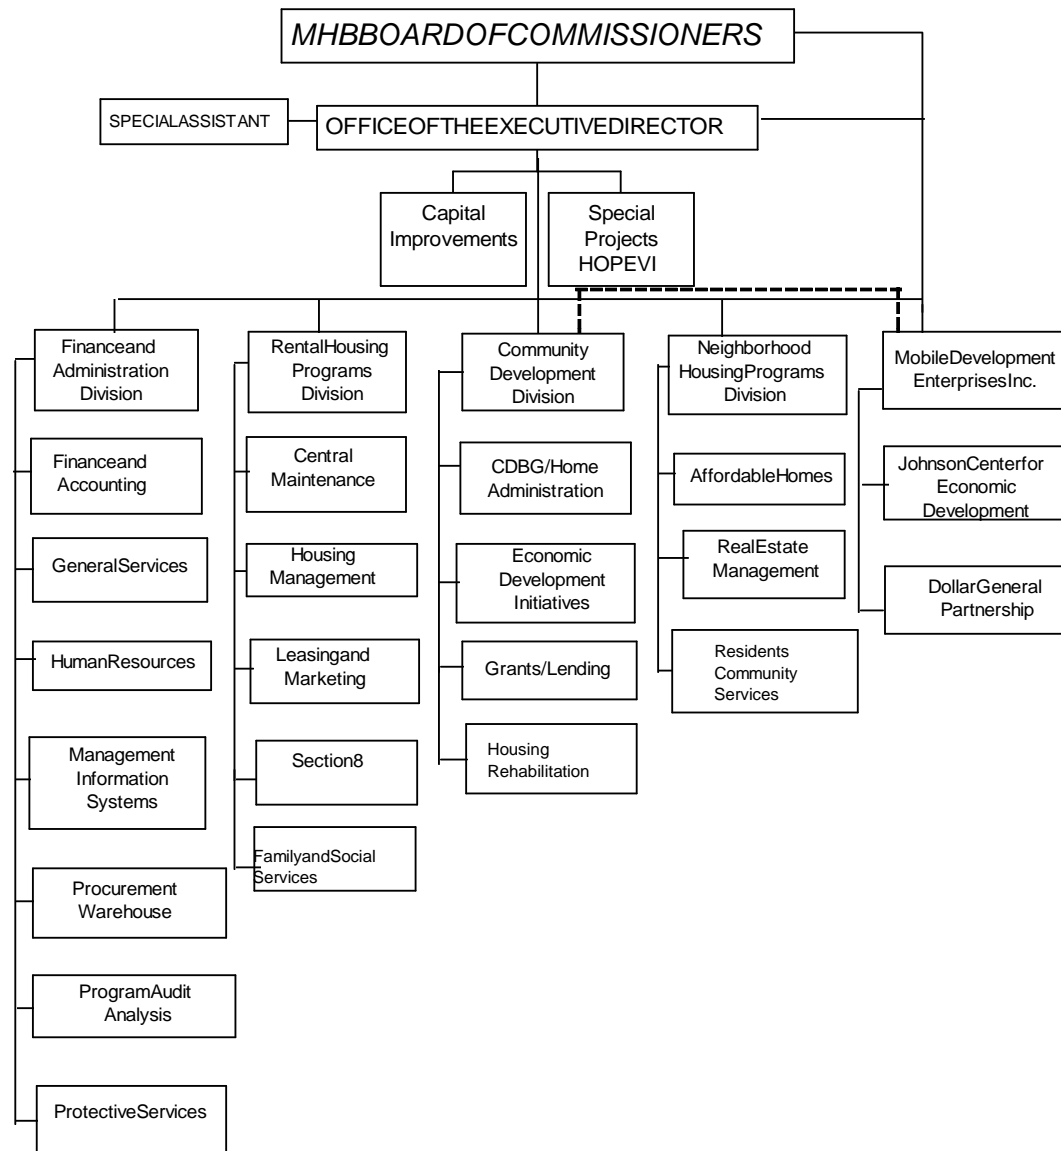 MHBBOARDOFCOMMISSIONERS
SPECIALASSISTANT
OFFICEOFTHEEXECUTIVEDIRECTOR
Capital
Improvements
Special
Projects
HOPEVI
Financeand
Administration
Division
RentalHousing
Programs
Division
Community
Development
Division
Neighborhood
HousingPrograms
Division
MobileDevelopment
EnterprisesInc.
Financeand
Accounting
GeneralServices
HumanResources
Management
Information
Systems
Procurement
Warehouse
ProgramAudit
Analysis
ProtectiveServices
Central
Maintenance
Housing
Management
Leasingand
Marketing
Section8
FamilyandSocial
Services
CDBG/Home
Administration
Economic
Development
Initiatives
Grants/Lending
Housing
Rehabilitation
AffordableHomes
RealEstate
Management
Residents
Community
Services
JohnsonCenterfor
Economic
Development
DollarGeneral
Partnership